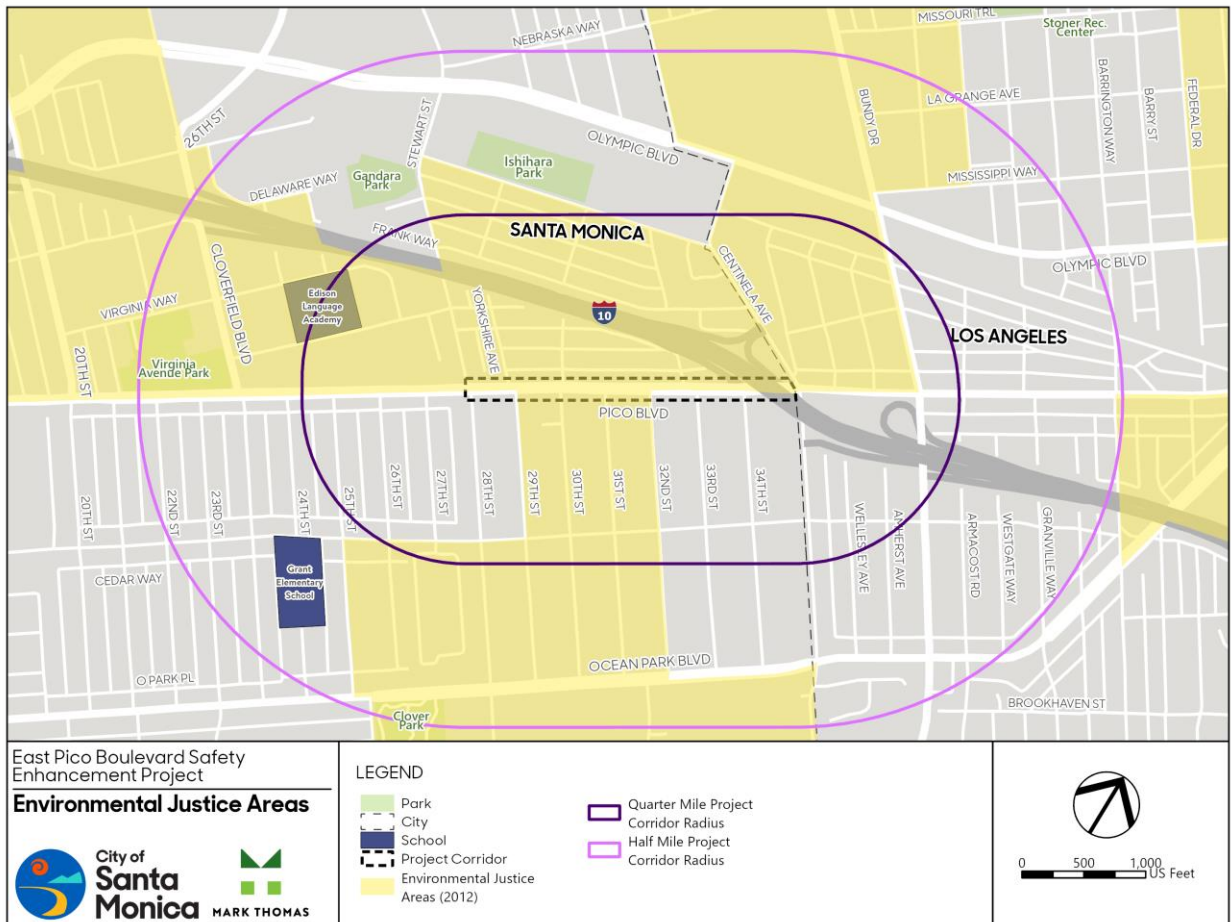 MISSOURI TRL
Stoner Rec.
Center
NEBRASKA WAY
26TH ST
STEWART ST
OLYMPIC BLVD
BUNDY DR
LA GRANGE AVE
BARRINGTON WAY
BARRY ST
FEDERAL DR
Ishihara
Park
Gandara
Park
DELAWARE WAY
MISSISSIPPI WAY
FRANK WAY
SANTA MONICA
CENTINELA AVE
OLYMPIC BLVD
CLOVERFIELD BLVD
Edison
Language
Academy
VIRGINIA WAY
YORKSHIRE AVE
10
LOS ANGELES
20TH ST
Virginia
Avenue Park
PICO BLVD
20TH ST
22ND ST
23RD ST
24TH ST
25TH ST
26TH ST
27TH ST
28TH ST
29TH ST
30TH ST
31ST ST
32ND ST
33RD ST
34TH ST
WELLESLEY AVE
AMHERST AVE
ARMACOST RD
WESTGATE WAY
GRANVILLE WAY
CEDAR WAY
Grant
Elementary
School
OCEAN PARK BLVD
O PARK PL
BROOKHAVEN ST
Clover
Park
East Pico Boulevard Safety
Enhancement Project
Environmental Justice Areas
City of
Santa
Monica
MARK THOMAS
LEGEND
Park
City
School
Project Corridor
Environmental Justice
Areas (2012)
Quarter Mile Project
Corridor Radius
Half Mile Project
Corridor Radius
0 500 1,000
US Feet